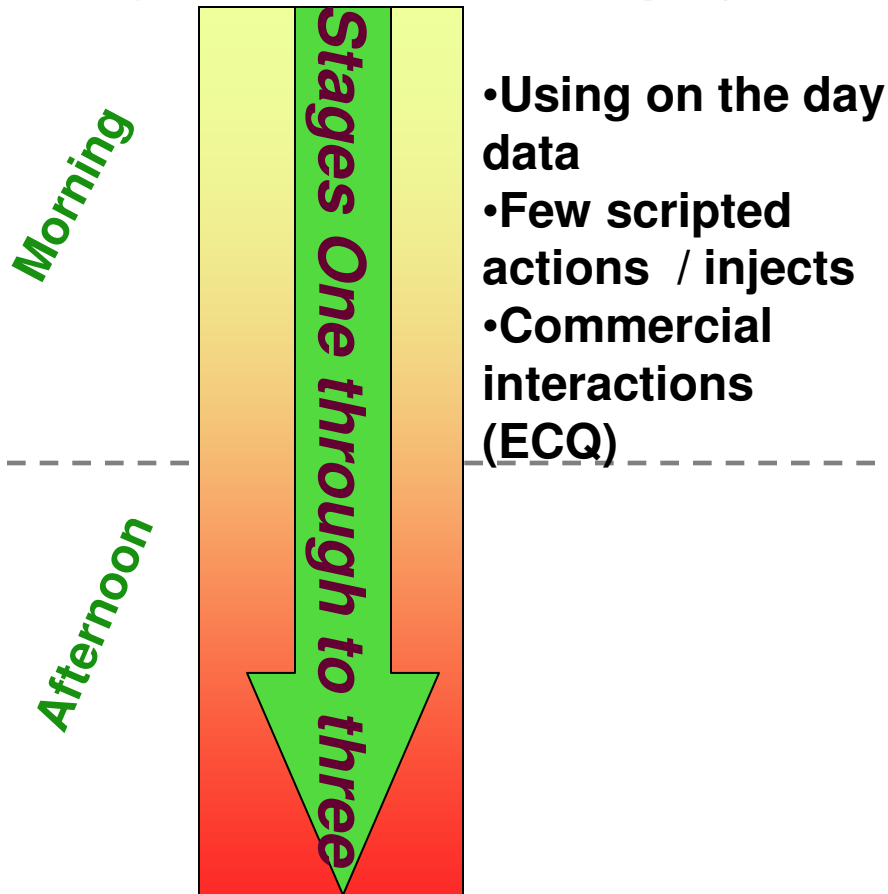 Morning
Stages One through to three
•Using on the day
data
•Few scripted
actions / injects
•Commercial
interactions
(ECQ)
Afternoon